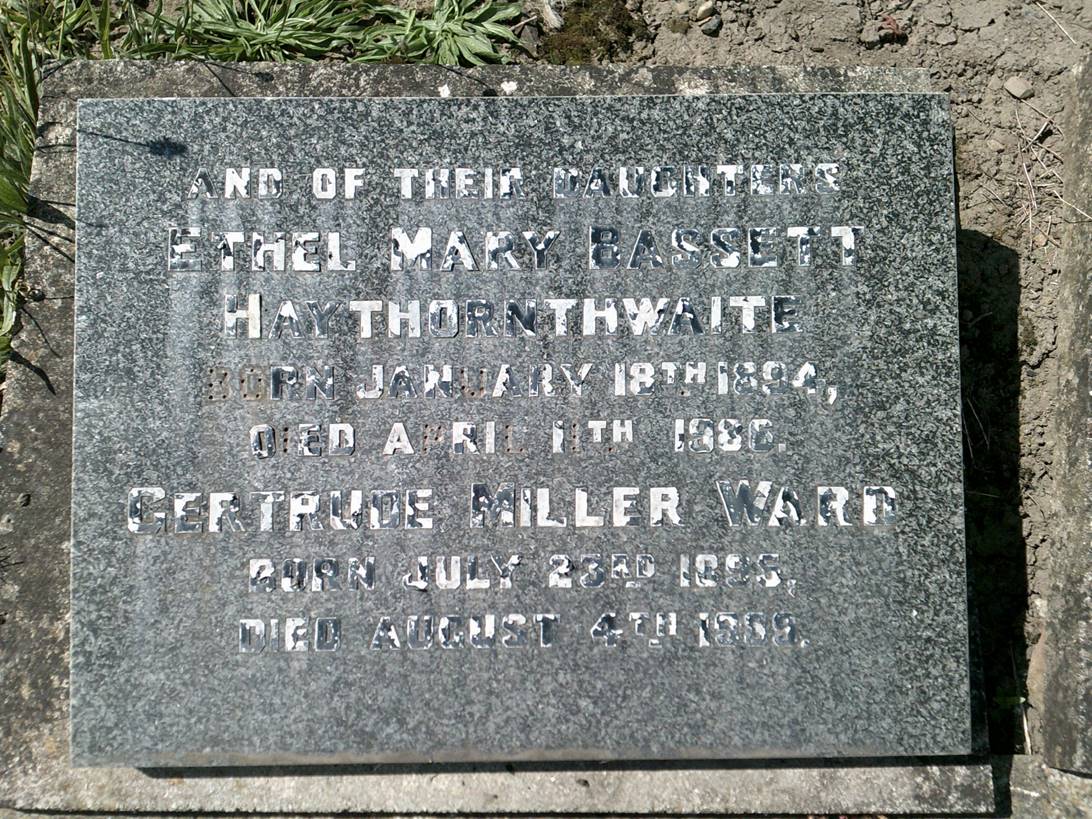 AND OF THEIR DAUGHTERS
ETHEL MARY BASSETT
HAYTHORNTHWAITE
BORN JANUARY 18TH 1894,
DIED APRIL 11TH 1986.
GERTRUDE MILLER WARD
BORN JULY 23RD 1895,
DIED AUGUST 4TH